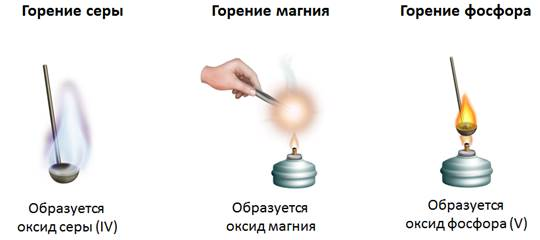 Горение серы
Горение магния
Горение фосфора
Образуется
оксид серы (IV)
Образуется
оксид магния
Образуется
оксид фосфора (V)